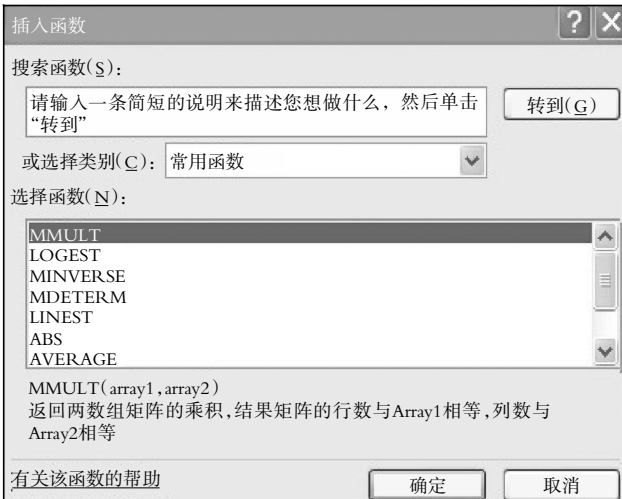 插入函数
搜索函数(S)：
请输入一条简短的说明来描述您想做什么，然后单击
“转到”
转到(G)
或选择类别(C)：
常用函数
选择函数(N)：
MMULT
LOGEST
MINVERSE
MDETERM
LINEST
ABS
AVERAGE
MMULT(array1,array2)
返回两数组矩阵的乘积,结果矩阵的行数与Array1相等,列数与
Array2相等
有关该函数的帮助
确定
取消